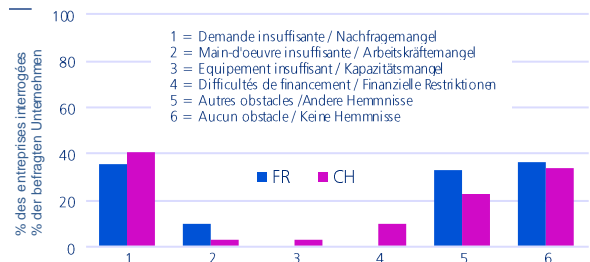 % des entreprises interrogées
% der befragten Unternehmen
100
80
60
40
20
0
1 = Demande insuffisante / Nachfragemangel
2 = Main-d'oeuvre insuffisante / Arbeitskräftemangel
3 = Equipement insuffisant / Kapazitätsmangel
4 = Difficultés de financement / Finanzielle Restriktionen
5 = Autres obstacles /Andere Hemmnisse
6 = Aucun obstacle / Keine Hemmnisse
FR CH
1 2 3 4 5 6